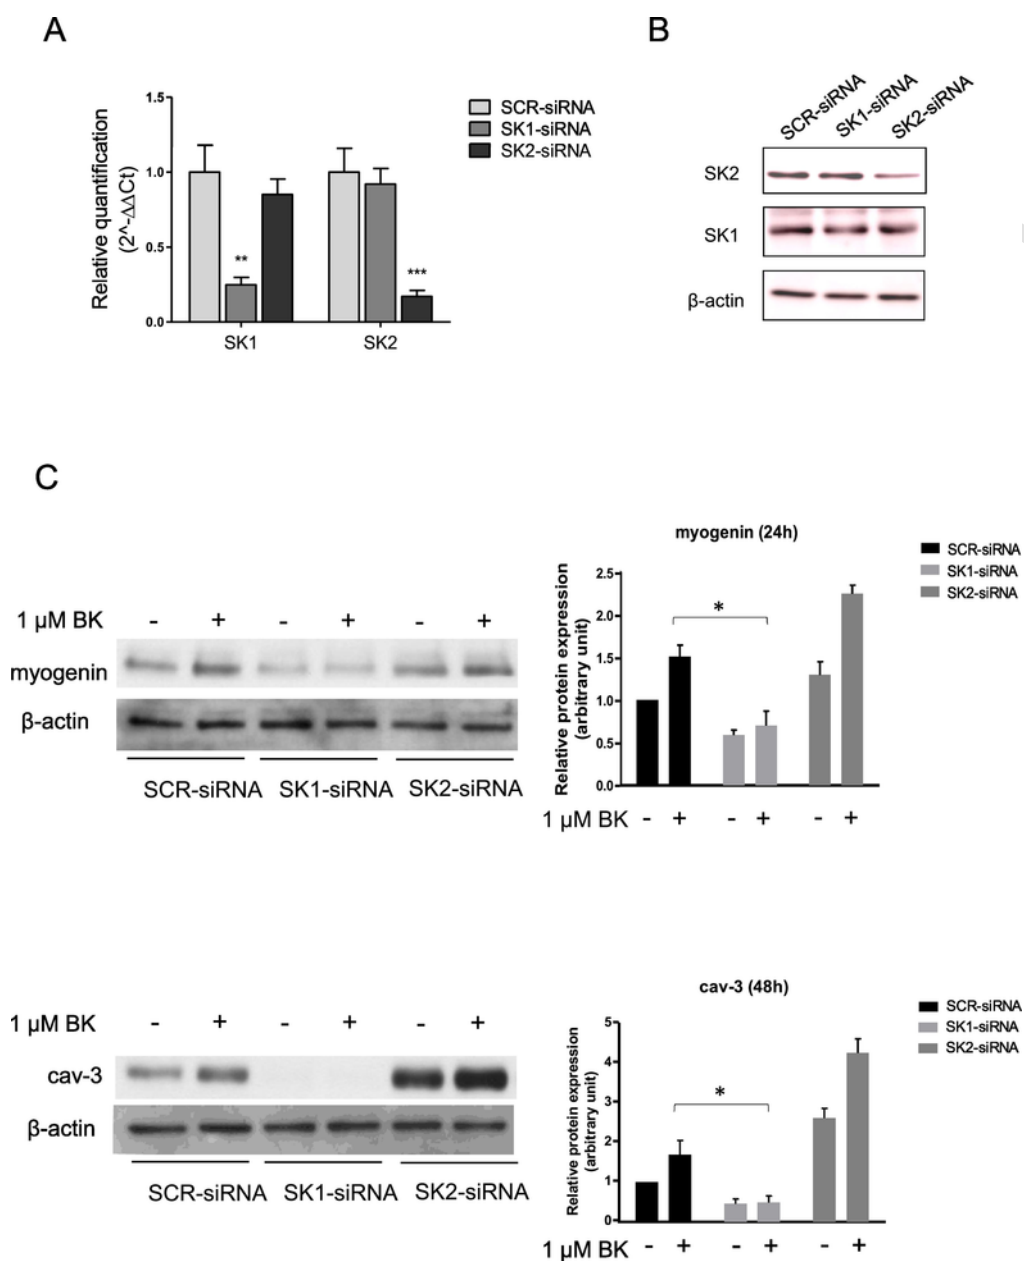 A
B
1.5
1.0
0.5
0.0
Relative quantification
(2^-ΔΔCt)
**
***
SK1
SK2
SCR-siRNA
SK1-siRNA
SK2-siRNA
SCR-siRNA
SK1-siRNA
SK2-siRNA
SK2
SK1
β-actin
C
1 µM BK
- + - + - +
myogenin
β-actin
SCR-siRNA SK1-siRNA SK2-siRNA
myogenin (24h)
SCR-siRNA
SK1-siRNA
SK2-siRNA
Relative protein expression
(arbitrary unit)
2.5
2.0
1.5
1.0
0.5
0.0
*
1 µM BK - + - + - +
1 µM BK - + - + - +
cav-3
β-actin
SCR-siRNA SK1-siRNA SK2-siRNA
cav-3 (48h)
SCR-siRNA
SK1-siRNA
SK2-siRNA
Relative protein expression
(arbitrary unit)
5
4
3
2
1
0
*
1 µM BK - + - + - +